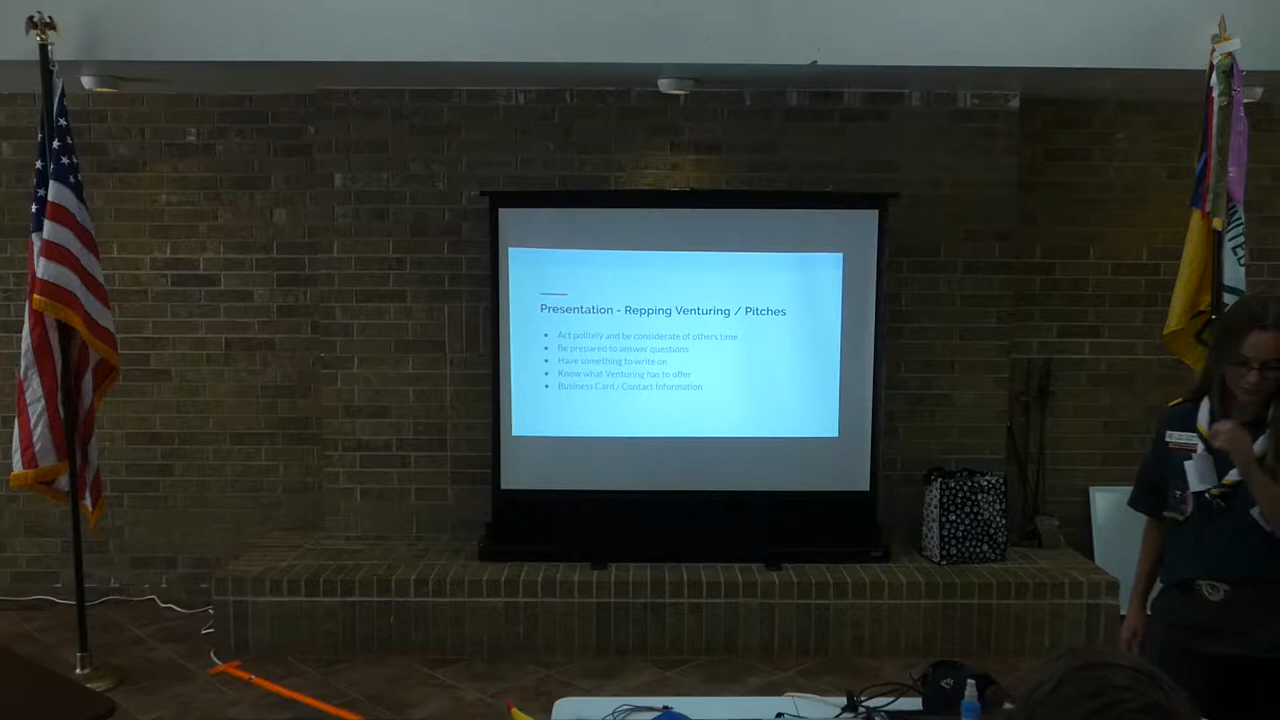 Presentation - Repping Venturing / Pitches
Act politely and be considerate of others time
Be prepared to answer questions
Have something to write on
Know what Venturing has to offer
Business Card / Contact Information
UNITED